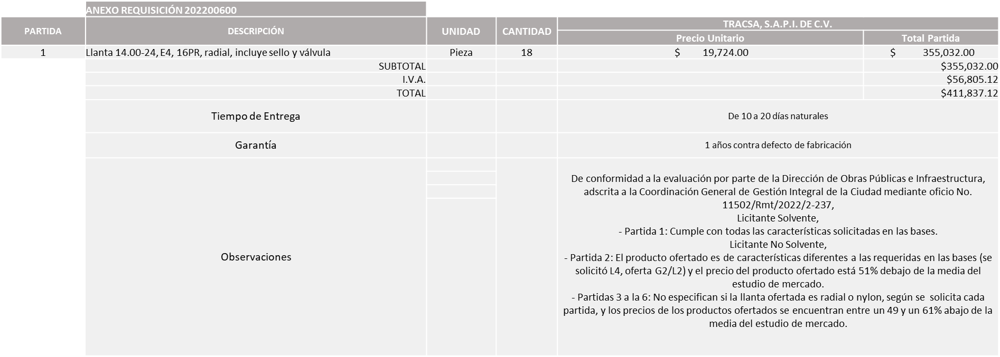 ANEXO REQUISICIÓN 202200600
PARTIDA DESCRIPCIÓN UNIDAD CANTIDAD TRACSA, S.A.P.I. DE C.V.
Precio Unitario Total Partida
1 Llanta 14.00-24, E4, 16PR, radial, incluye sello y válvula Pieza 18 $ 19,724.00 $ 355,032.00
SUBTOTAL $355,032.00
I.V.A. $56,805.12
TOTAL $411,837.12
Tiempo de Entrega De 10 a 20 días naturales
Garantía 1 años contra defecto de fabricación
Observaciones
De conformidad a la evaluación por parte de la Dirección de Obras Públicas e Infraestructura,
adscrita a la Coordinación General de Gestión Integral de la Ciudad mediante oficio No.
11502/Rmt/2022/2-237,
Licitante Solvente,
- Partida 1: Cumple con todas las características solicitadas en las bases.
Licitante No Solvente,
- Partida 2: El producto ofertado es de características diferentes a las requeridas en las bases (se
solicitó L4, oferta G2/L2) y el precio del producto ofertado está 51% debajo de la media del
estudio de mercado.
- Partidas 3 a la 6: No especifican si la llanta ofertada es radial o nylon, según se solicita cada
partida, y los precios de los productos ofertados se encuentran entre un 49 y un 61% abajo de la
media del estudio de mercado.